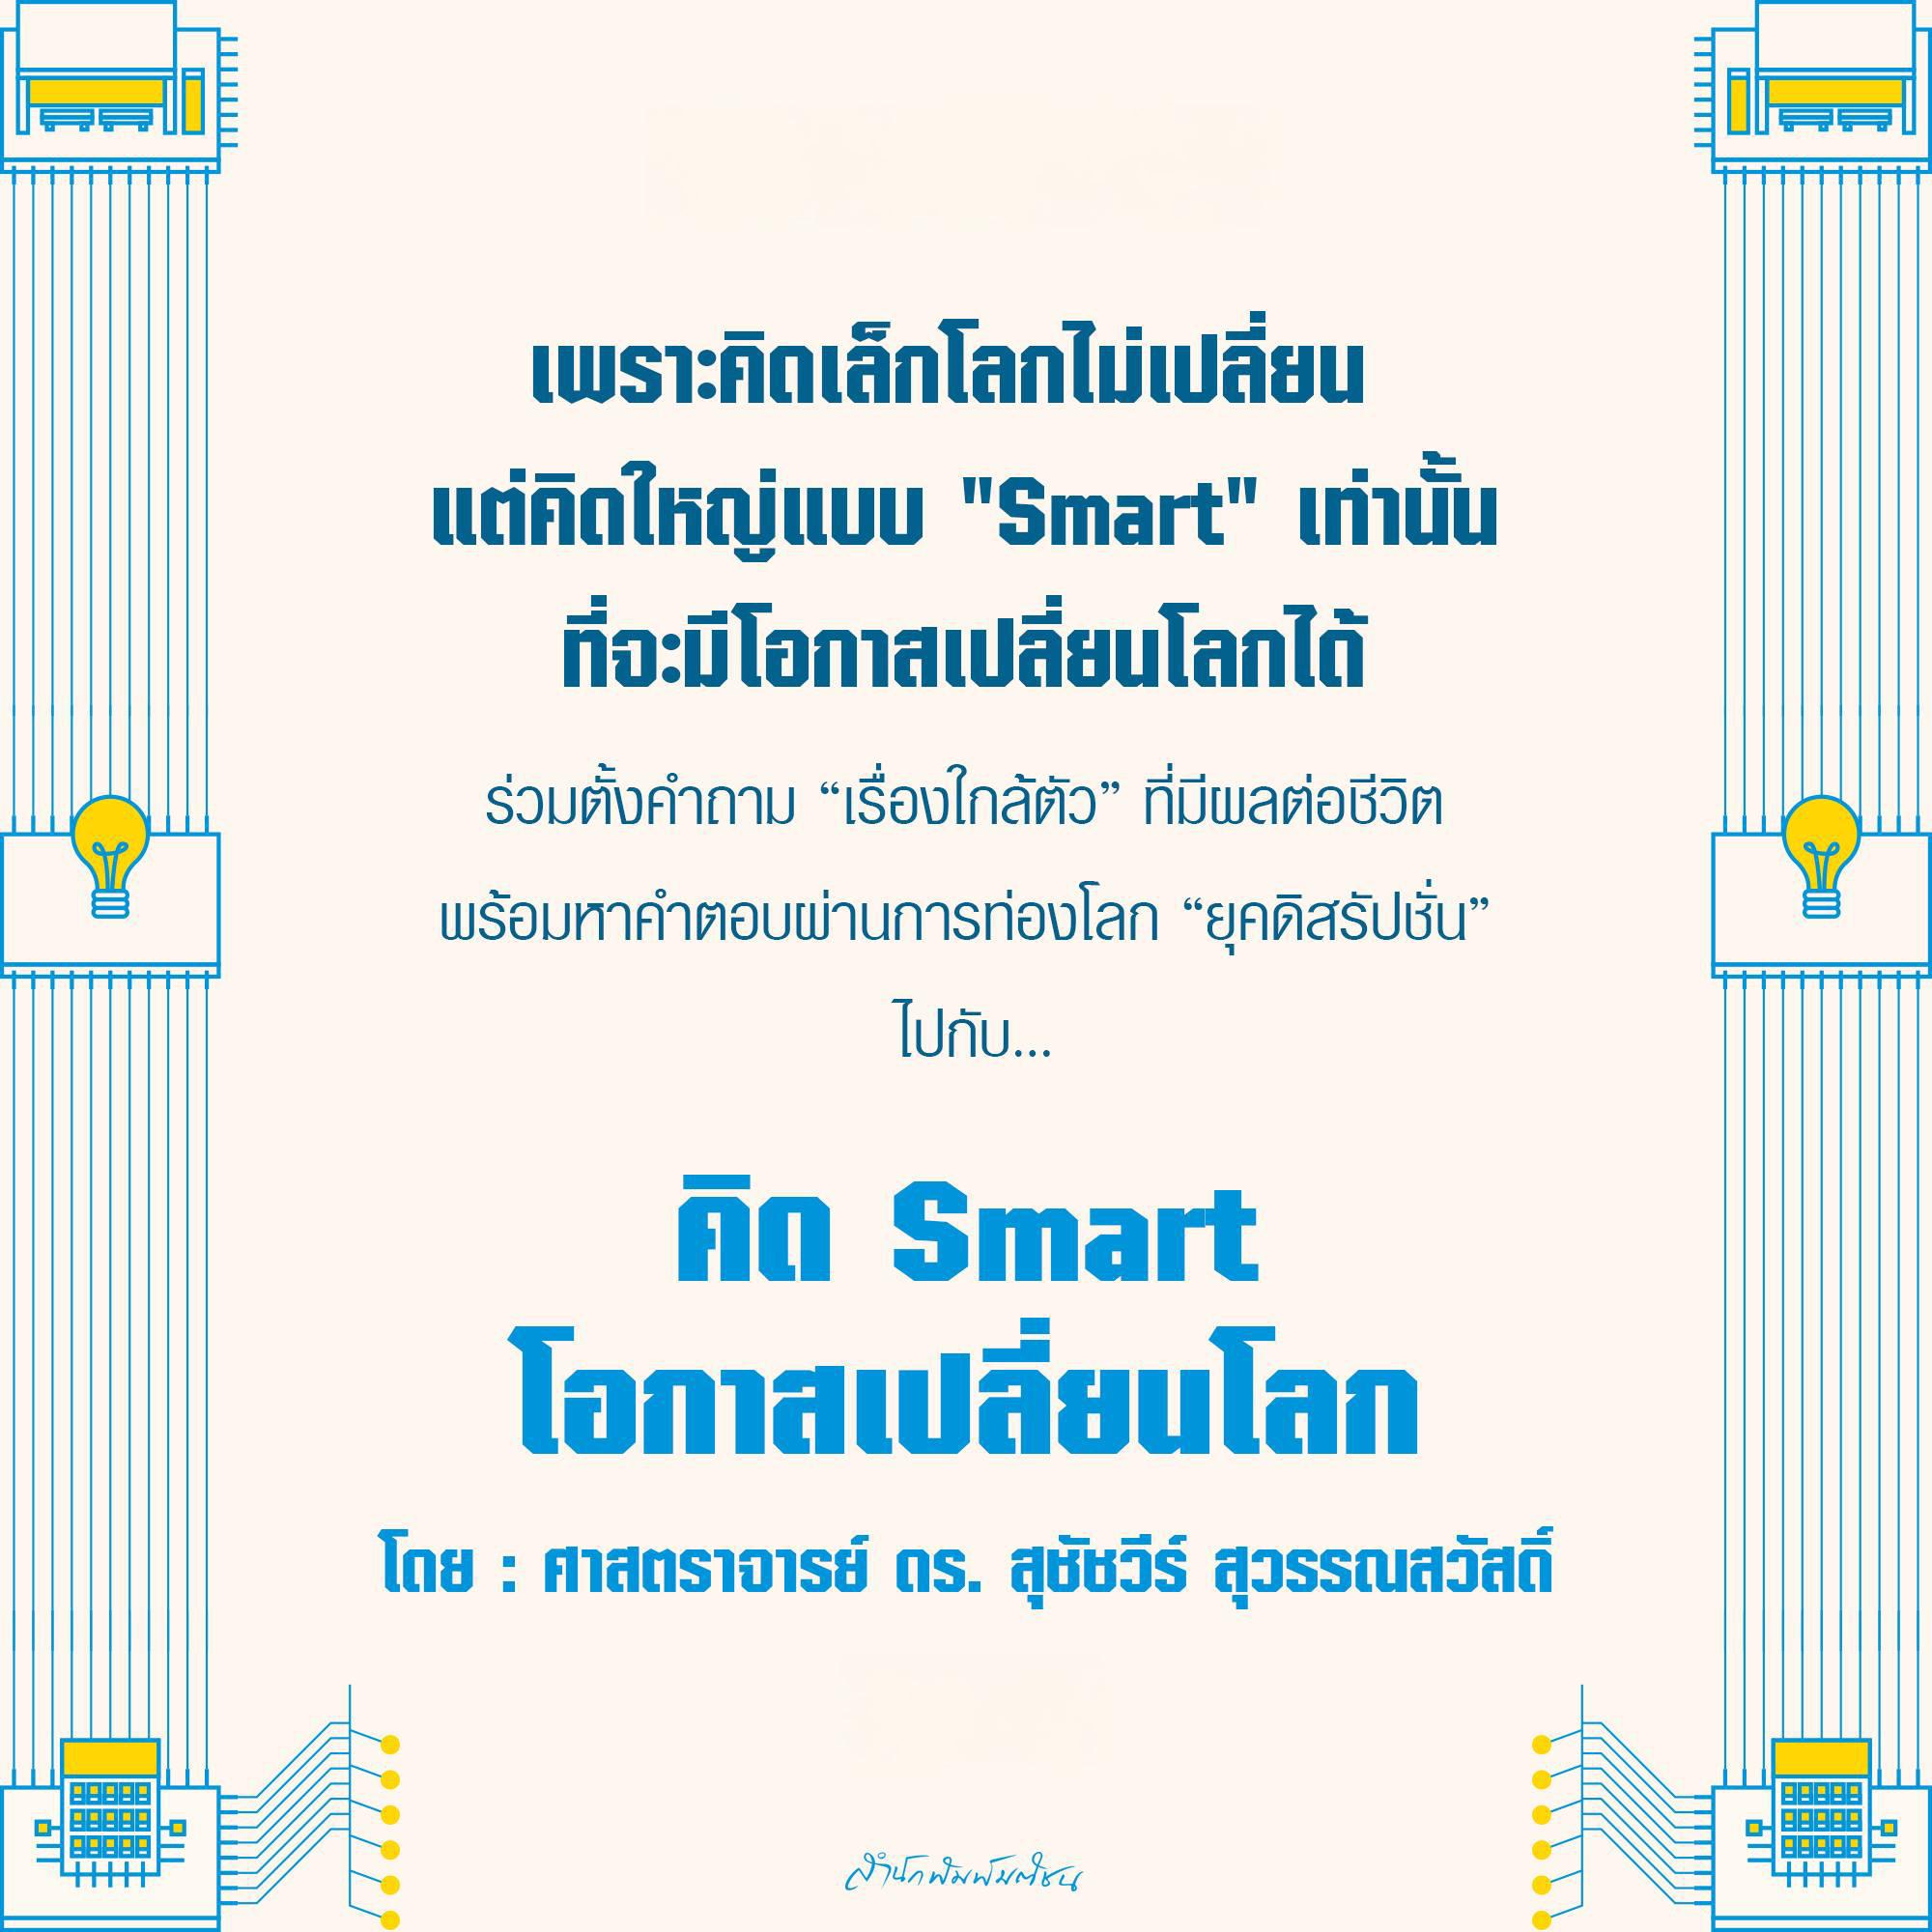 เพราะคิดเล็กโลกไม่เปลี่ยน
แต่คิดใหญ่แบบ "Smart" เท่านั้น
ที่จะมีโอกาสเปลี่ยนโลกได้
ร่วมตั้งคำถาม “เรื่องใกล้ตัว” ที่มีผลต่อชีวิต
พร้อมหาคำตอบผ่านการท่องโลก “ยุคดิสรัปชั่น”
ไปกับ...
คิด Smart
โอกาสเปลี่ยนโลก
โดย : ศาสตราจารย์ ดร. สุชัชวีร์ สุวรรณสวัสดิ์
สำนักพิมพ์มติชน